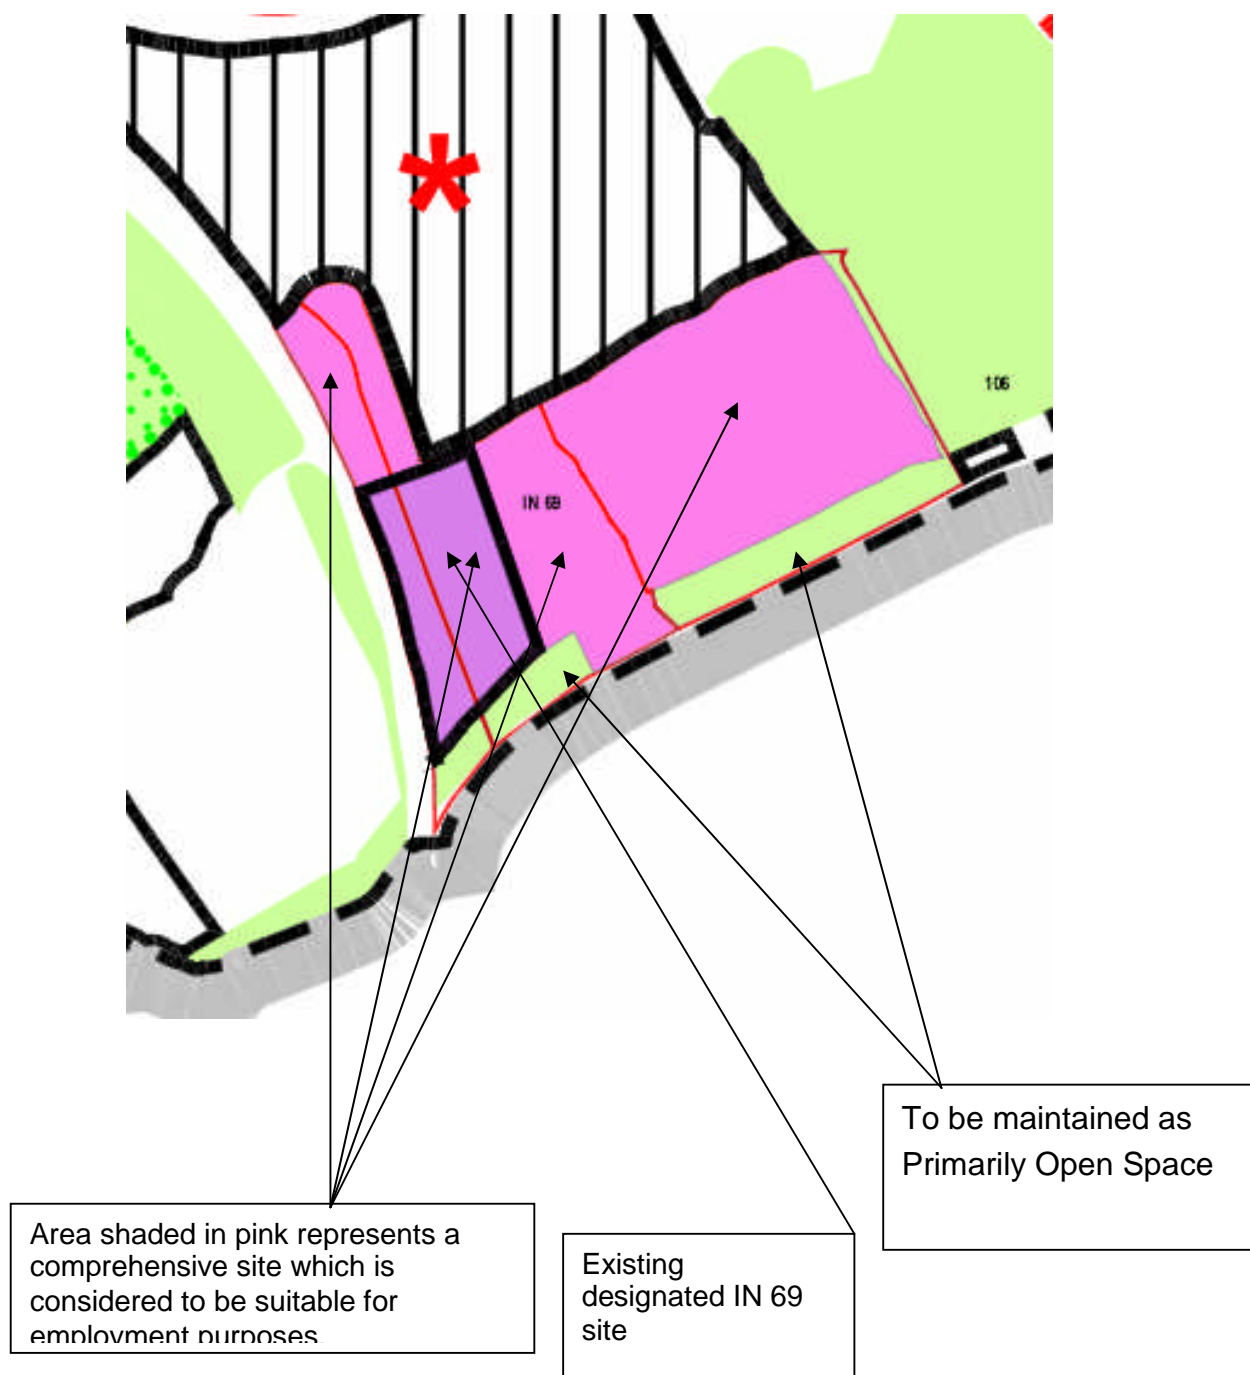 106
IN 69
To be maintained as
Primarily Open Space
Area shaded in pink represents a
comprehensive site which is
considered to be suitable for
employment purposes.
Existing
designated IN 69
site